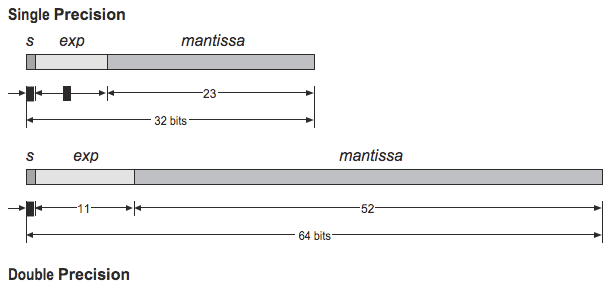 Single Precision
s exp mantissa
23
32 bits
s exp mantissa
11 52
64 bits
Double Precision